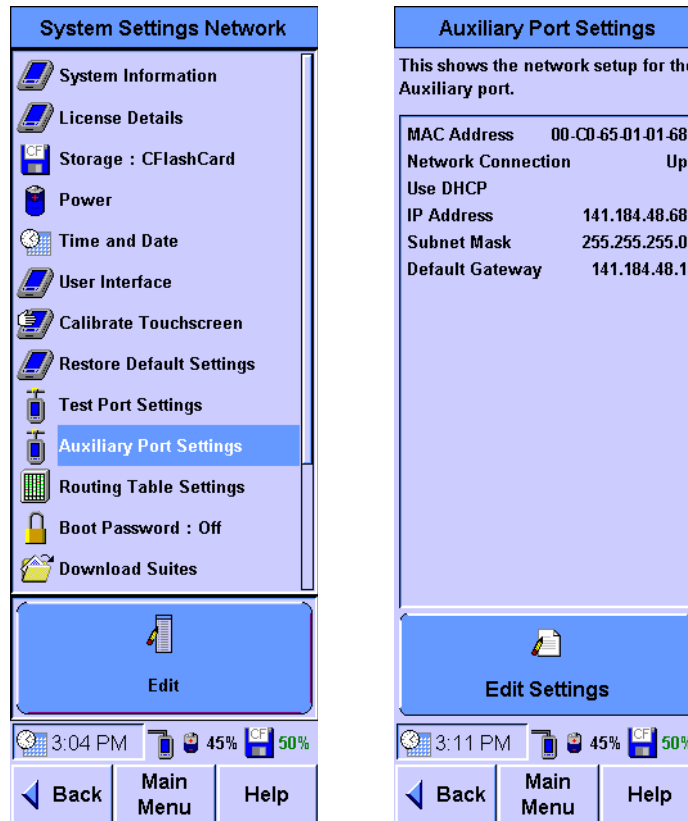 System Settings Network
System Information
License Details
CF
Storage : CFlashCard
Power
Time and Date
User Interface
Calibrate Touchscreen
Restore Default Settings
Test Port Settings
Auxiliary Port Settings
Routing Table Settings
Boot Password : Off
Download Suites
Edit
3:04 PM 45% CF 50%
Back Main Menu Help
Auxiliary Port Settings
This shows the network setup for the
Auxiliary port.
MAC Address 00-C0-65-01-01-68
Network Connection Up
Use DHCP
IP Address 141.184.48.68
Subnet Mask 255.255.255.0
Default Gateway 141.184.48.1
Edit Settings
3:11 PM 45% CF 50%
Back Main Menu Help